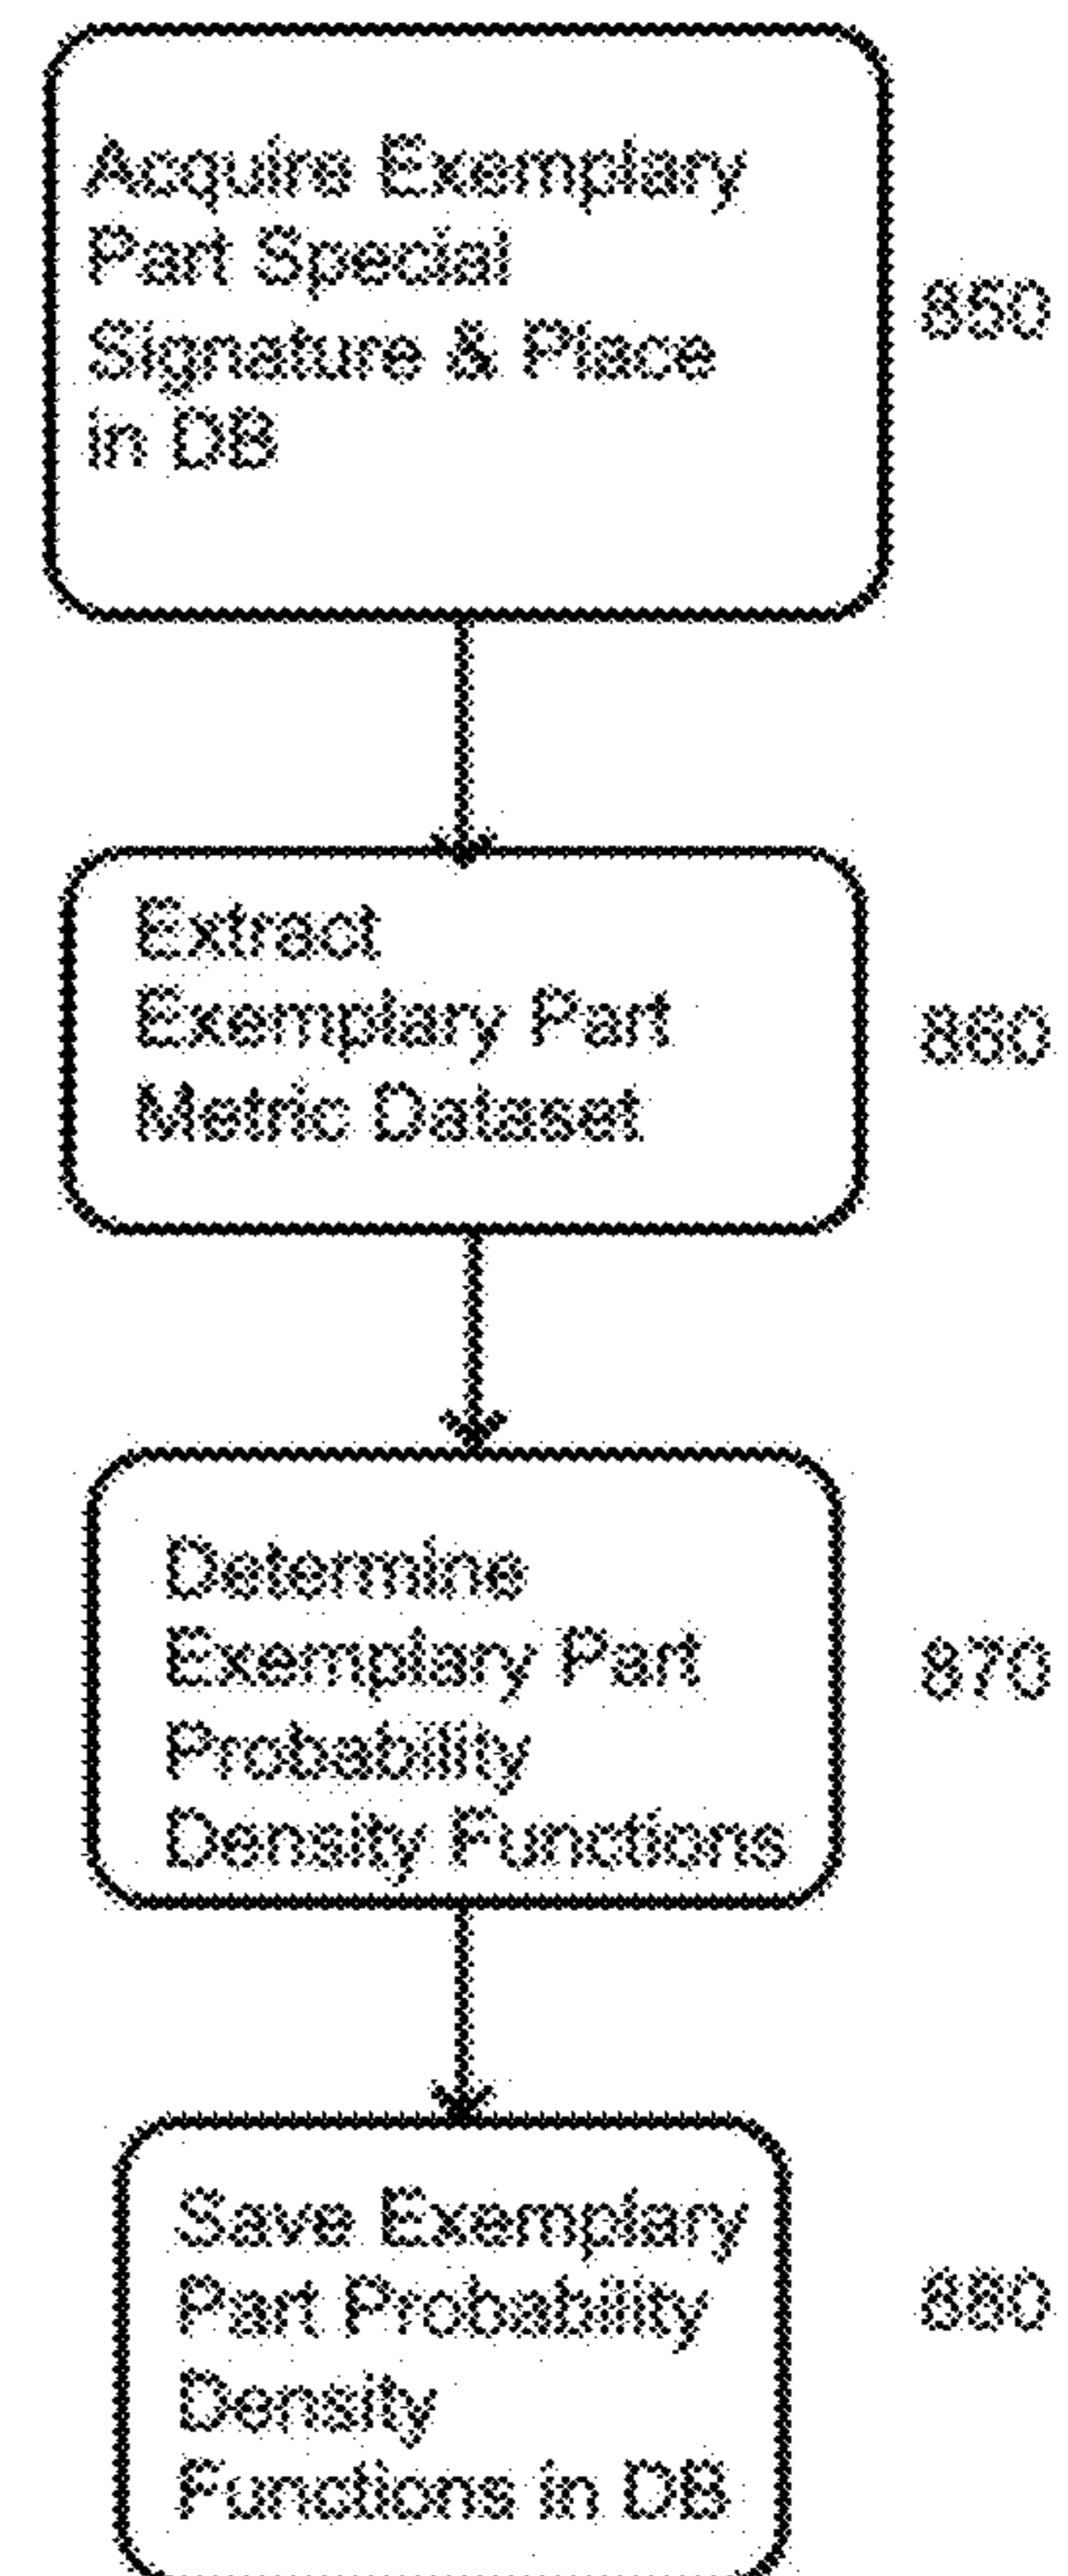 Acquire Exemplary
Part Special
Signature & Place
in DB
850
Extract
Exemplary Part
Metric Dataset
860
Determine
Exemplary Part
Probability
Density Functions
870
Save Exemplary
Part Probability
Density
Functions in DB
880